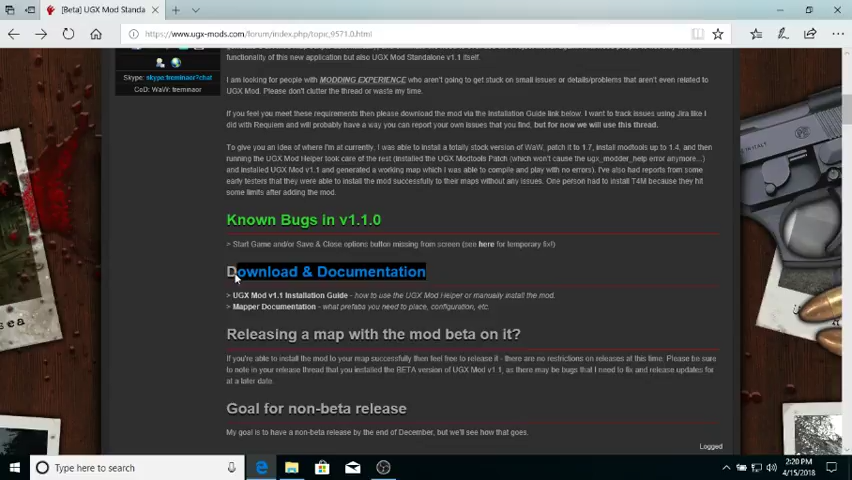 [Beta] UGX Mod Standa
https://www.ugx-mods.com/forum/index.php/topic_9571.0.html
functionality of this new application but also UGX Mod Standalone v1.1 itself.
Skype: skype:treminaor?chat
CoD: WaW: treminaor
I am looking for people with MODDING EXPERIENCE who aren't going to get stuck on small issues or details/problems that aren't even related to
UGX Mod. Please don't clutter the thread or waste my time.
If you feel you meet these requirements then please download the mod via the Installation Guide link below. I want to track issues using Jira like I
did with Requiem and will probably have a way you can report your own issues that you find, but for now we will use this thread.
To give you an idea of where I'm at currently, I was able to install a totally stock version of WaW, patch it to 1.7, install modtools up to 1.4, and then
running the UGX Mod Helper took care of the rest (installed the UGX Modtools Patch (which won't cause the ugx_modder_help error anymore...)
and installed UGX Mod v1.1 and generated a working map which I was able to compile and play with no errors). I've also had reports from some
early testers that they were able to install the mod successfully to their maps without any issues. One person had to install T4M because they hit
some limits after adding the mod.
Known Bugs in v1.1.0
> Start Game and/or Save & Close options button missing from screen (see here for temporary fix!)
Download & Documentation
> UGX Mod v1.1 Installation Guide - how to use the UGX Mod Helper or manually install the mod.
> Mapper Documentation - what prefabs you need to place, configuration, etc.
Releasing a map with the mod beta on it?
If you're able to install the mod to your map successfully then feel free to release it - there are no restrictions on releases at this time. Please be sure
to note in your release thread that you installed the BETA version of UGX Mod v1.1, as there may be bugs that I need to fix and release updates for
at a later date.
Goal for non-beta release
My goal is to have a non-beta release by the end of December, but we'll see how that goes.
Logged
Type here to search
2:20 PM
4/15/2018